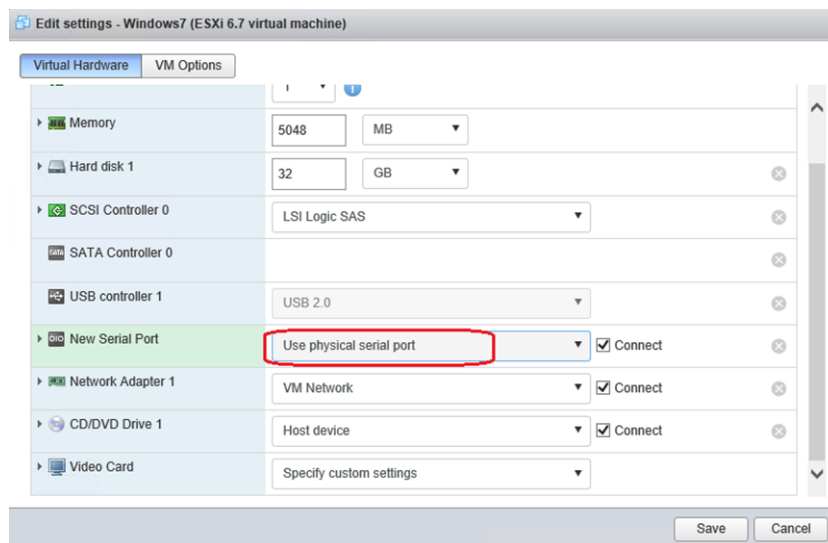 Edit settings - Windows7 (ESXi 6.7 virtual machine)
Virtual Hardware VM Options
Memory 5048 MB
Hard disk 1 32 GB
SCSI Controller 0 LSI Logic SAS
SATA Controller 0
USB controller 1 USB 2.0
New Serial Port Use physical serial port Connect
Network Adapter 1 VM Network Connect
CD/DVD Drive 1 Host device Connect
Video Card Specify custom settings
Save Cancel